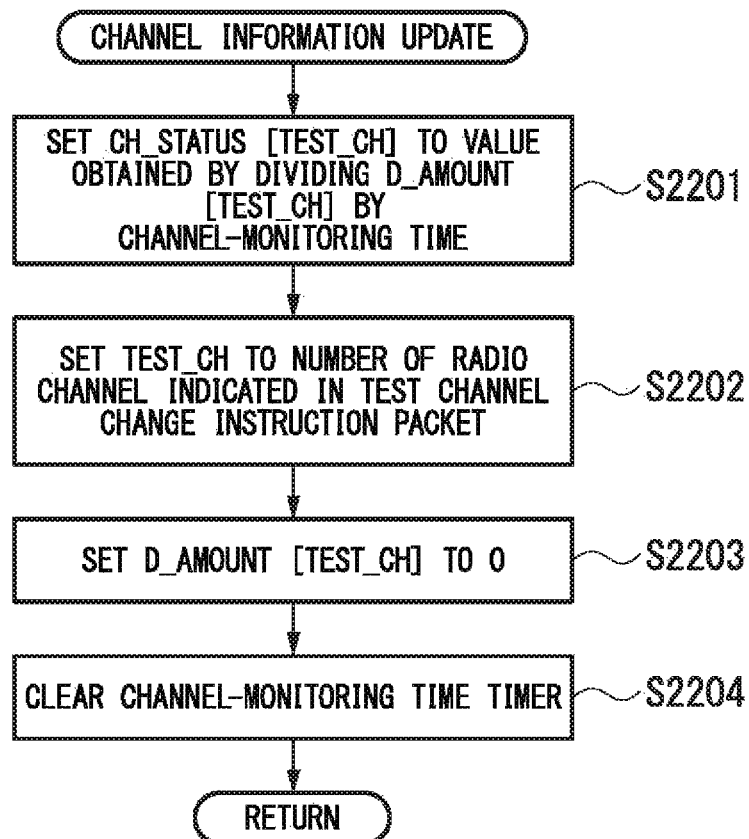 CHANNEL INFORMATION UPDATE
SET CH_STATUS [TEST_CH] TO VALUE
OBTAINED BY DIVIDING D_AMOUNT
[TEST_CH] BY
CHANNEL-MONITORING TIME
S2201
SET TEST_CH TO NUMBER OF RADIO
CHANNEL INDICATED IN TEST CHANNEL
CHANGE INSTRUCTION PACKET
S2202
SET D_AMOUNT [TEST_CH] TO 0
S2203
CLEAR CHANNEL-MONITORING TIME TIMER
S2204
RETURN